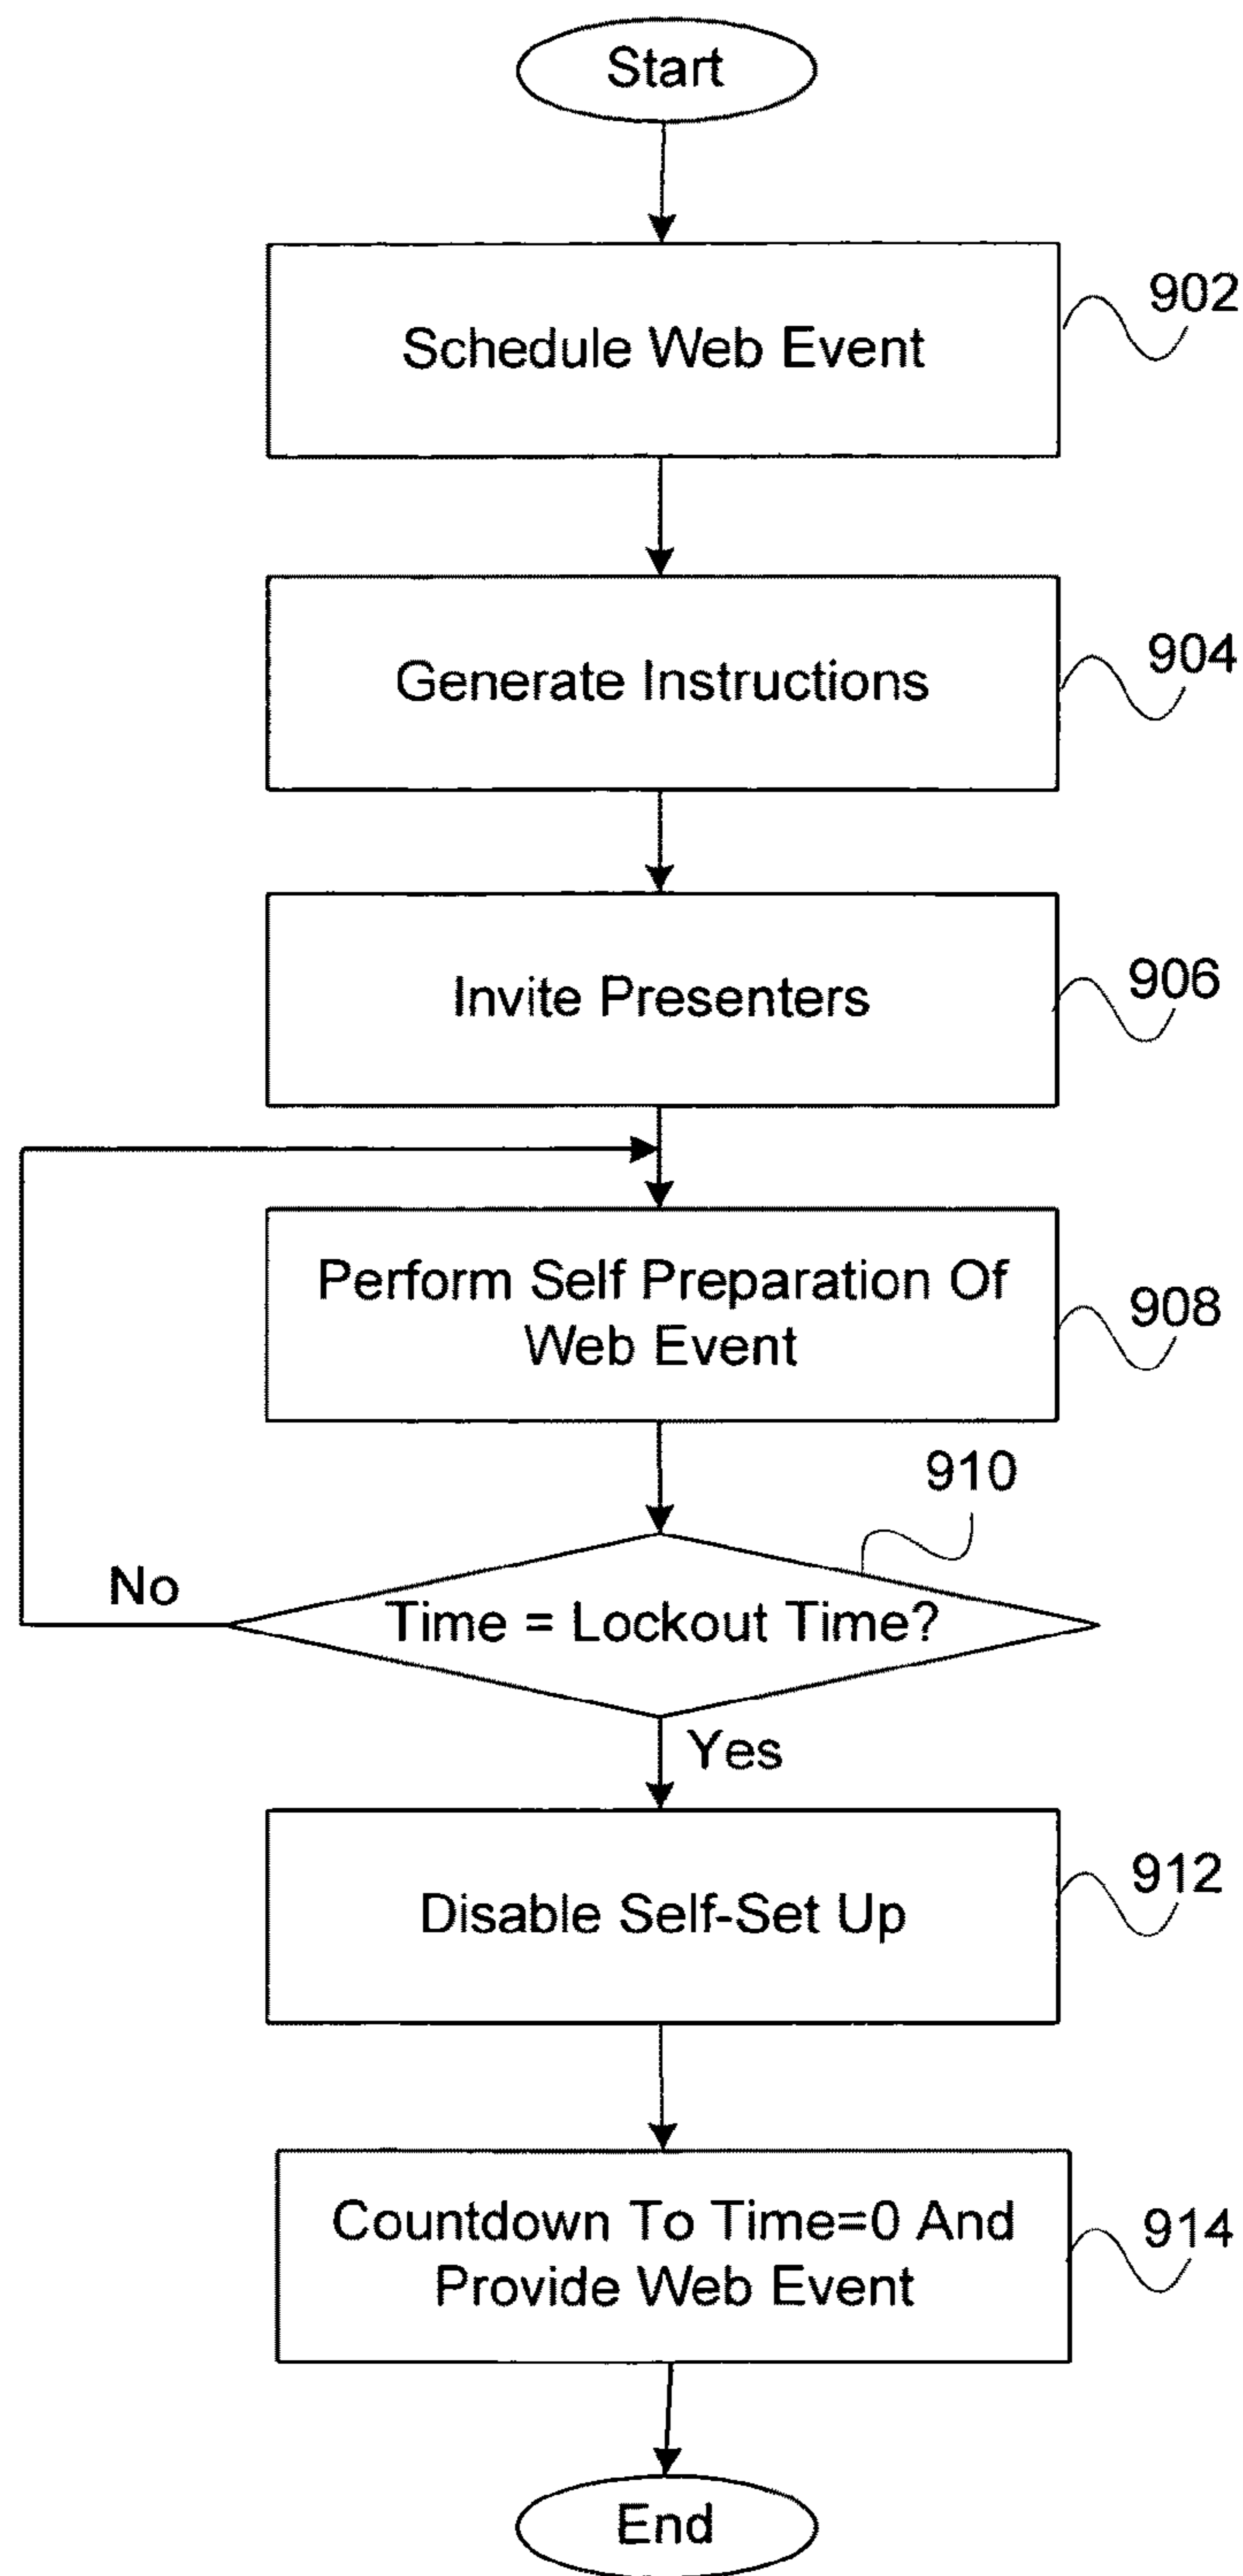 Start
Schedule Web Event
902
Generate Instructions
904
Invite Presenters
906
Perform Self Preparation Of
Web Event
908
910
No
Time = Lockout Time?
Yes
Disable Self-Set Up
912
Countdown To Time=0 And
Provide Web Event
914
End